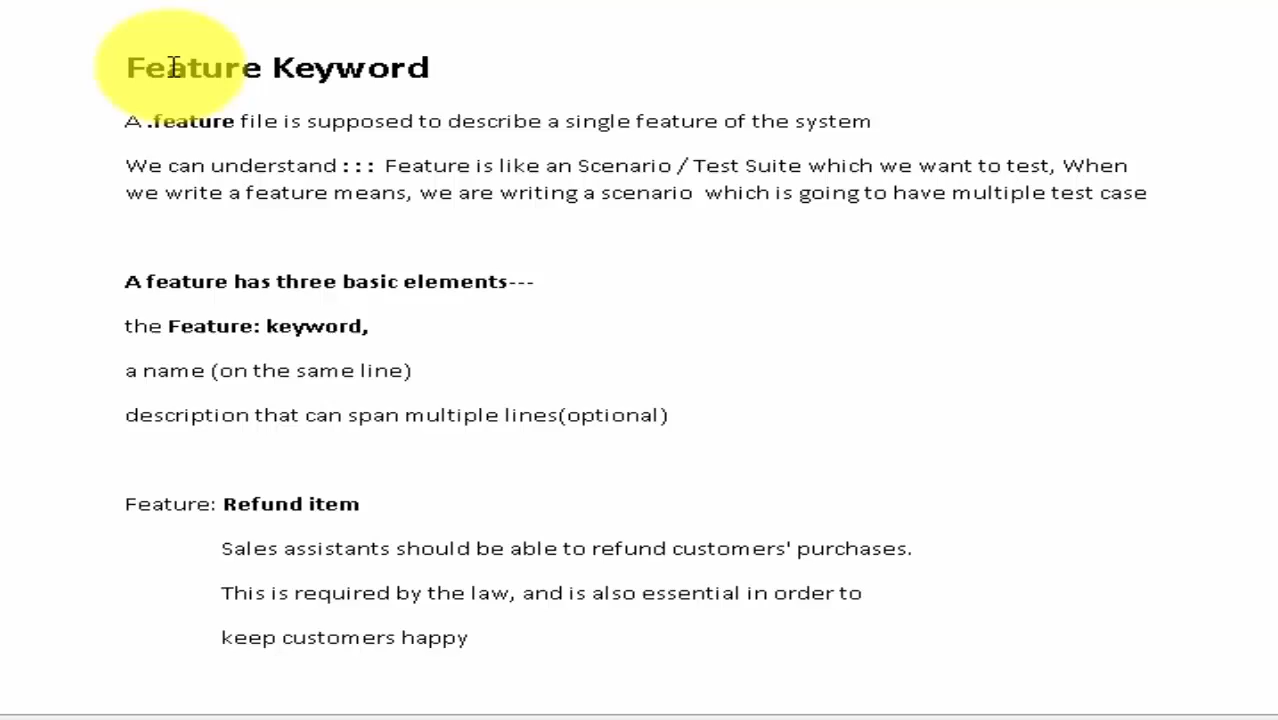 Feature Keyword
A .feature file is supposed to describe a single feature of the system
We can understand : : : Feature is like an Scenario / Test Suite which we want to test, When
we write a feature means, we are writing a scenario which is going to have multiple test case
A feature has three basic elements---
the Feature: keyword,
a name (on the same line)
description that can span multiple lines(optional)
Feature: Refund item
Sales assistants should be able to refund customers' purchases.
This is required by the law, and is also essential in order to
keep customers happy